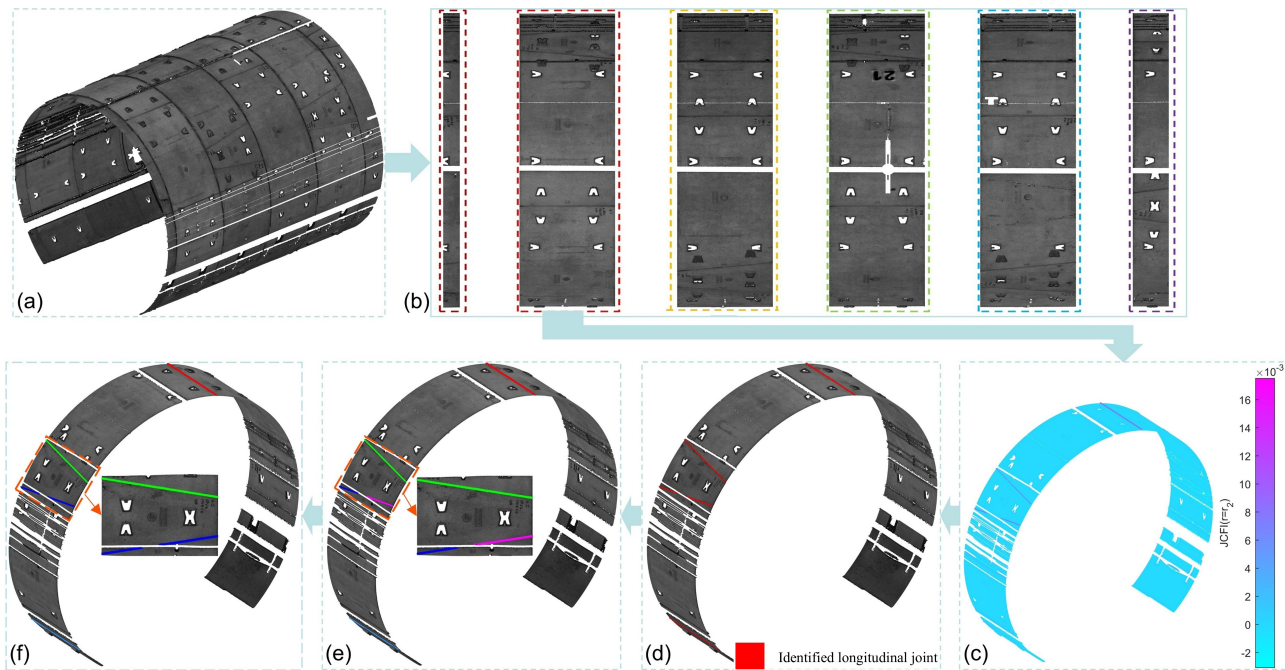 (a)
(b)
21
×10⁻³
16
14
12
10
8
6
4
2
0
-2
JCFI(r=r₂)
(f)
(e)
(d)
Identified longitudinal joint
(c)